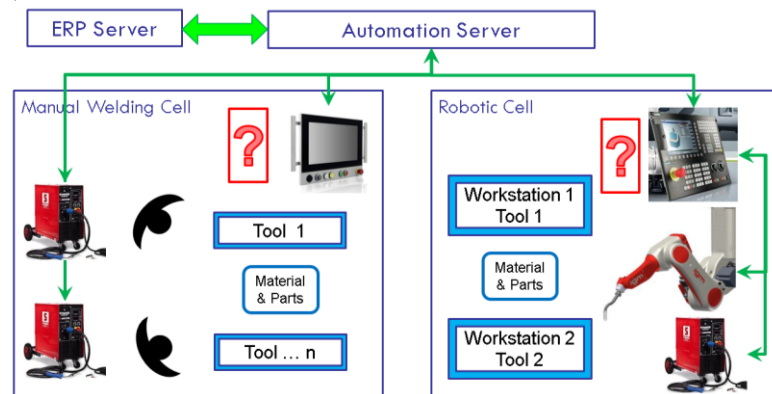 ERP Server
Automation Server
Manual Welding Cell
Robotic Cell
?
?
Workstation 1
Tool 1
Tool 1
Material
& Parts
Material
& Parts
Workstation 2
Tool 2
Tool ... n